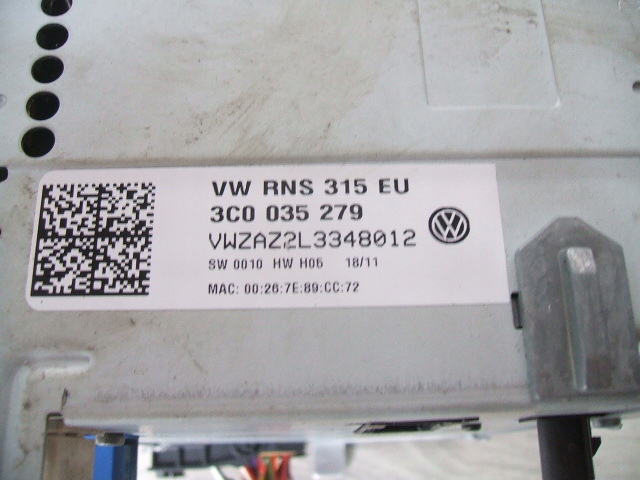 VW RNS 315 EU
3C0 035 279
VWZAZ2L3348012
SW 0010 HW H06 18/11
MAC: 00:26:7E:89:CC:72